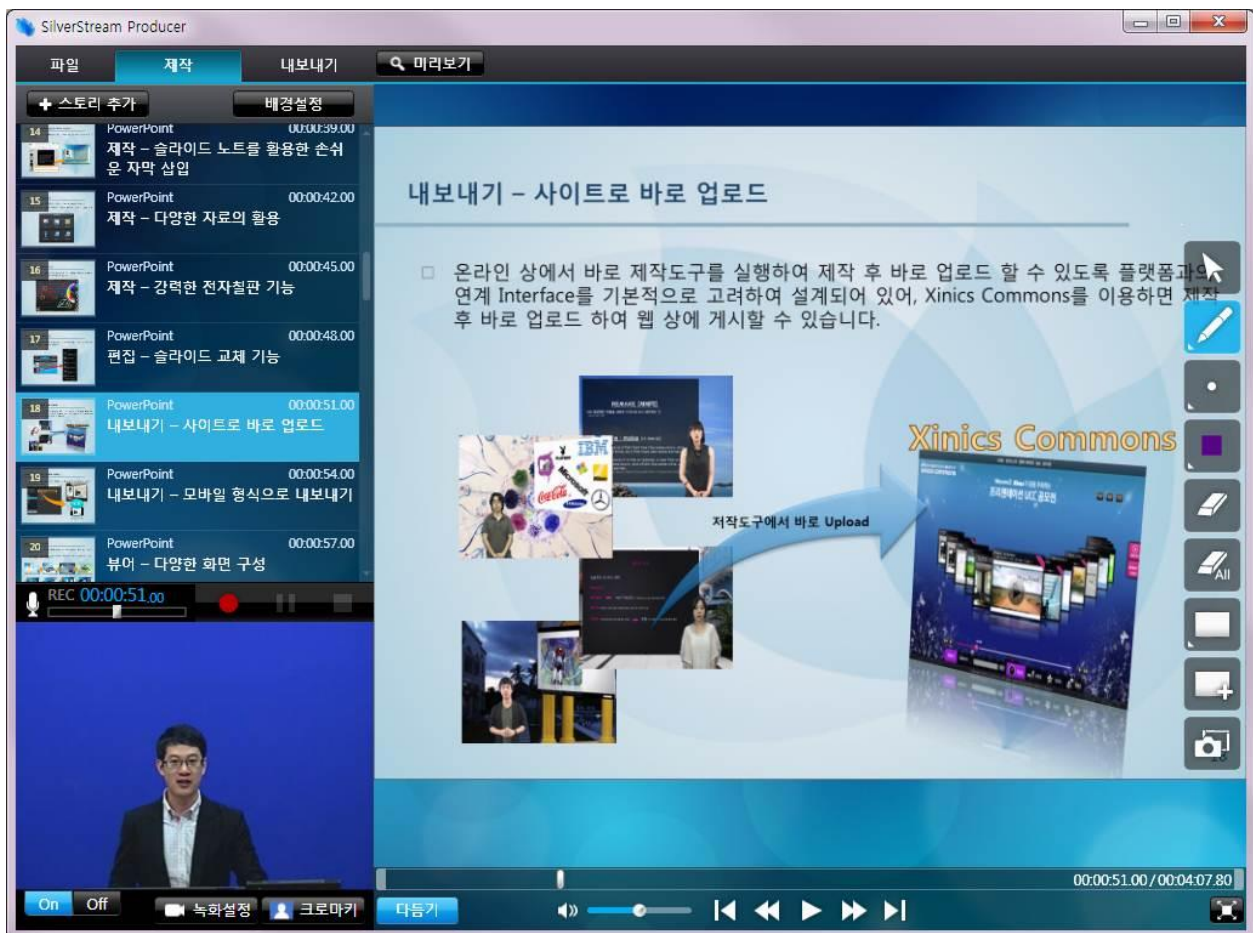 SilverStream Producer
파일
제작
내보내기
미리보기
스토리 추가
배경설정
14
PowerPoint 00:00:39.00
제작 – 슬라이드 노트를 활용한 손쉬
운 자막 삽입
15
PowerPoint 00:00:42.00
제작 – 다양한 자료의 활용
16
PowerPoint 00:00:45.00
제작 – 강력한 전자칠판 기능
17
PowerPoint 00:00:48.00
편집 – 슬라이드 교체 기능
18
PowerPoint 00:00:51.00
내보내기 – 사이트로 바로 업로드
19
PowerPoint 00:00:54.00
내보내기 – 모바일 형식으로 내보내기
20
PowerPoint 00:00:57.00
뷰어 – 다양한 화면 구성
REC 00:00:51.00
On Off
녹화설정
크로마키
내보내기 – 사이트로 바로 업로드
온라인 상에서 바로 제작도구를 실행하여 제작 후 바로 업로드 할 수 있도록 플랫폼과의
연계 Interface를 기본적으로 고려하여 설계되어 있어, Xinics Commons를 이용하면 제작
후 바로 업로드 하여 웹 상에 게시할 수 있습니다.
IBM
Microsoft
Coca-Cola
SAMSUNG
저작도구에서 바로 Upload
Xinics Commons
프리젠테이션 UCC 공모전
All
18
00:00:51.00/00:04:07.80
다듬기